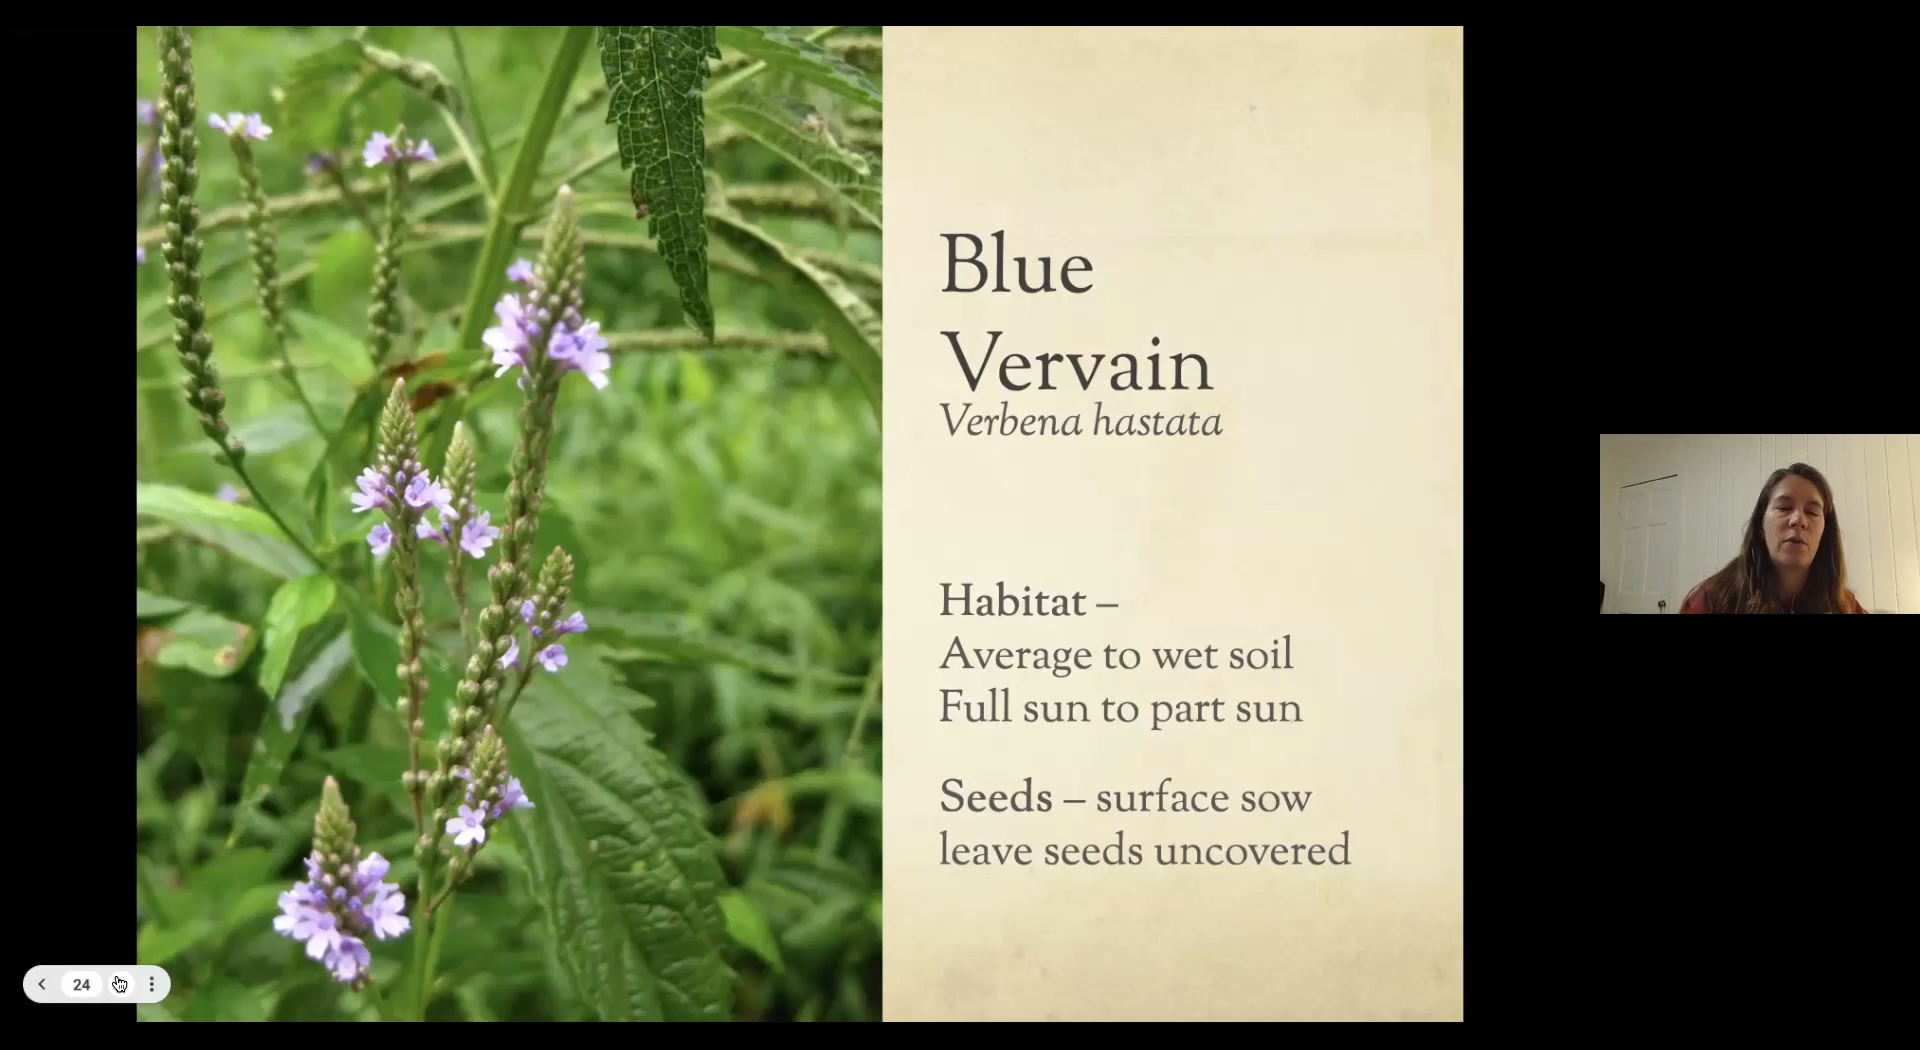 Blue
Vervain
Verbena hastata
Habitat –
Average to wet soil
Full sun to part sun
Seeds – surface sow
leave seeds uncovered
24